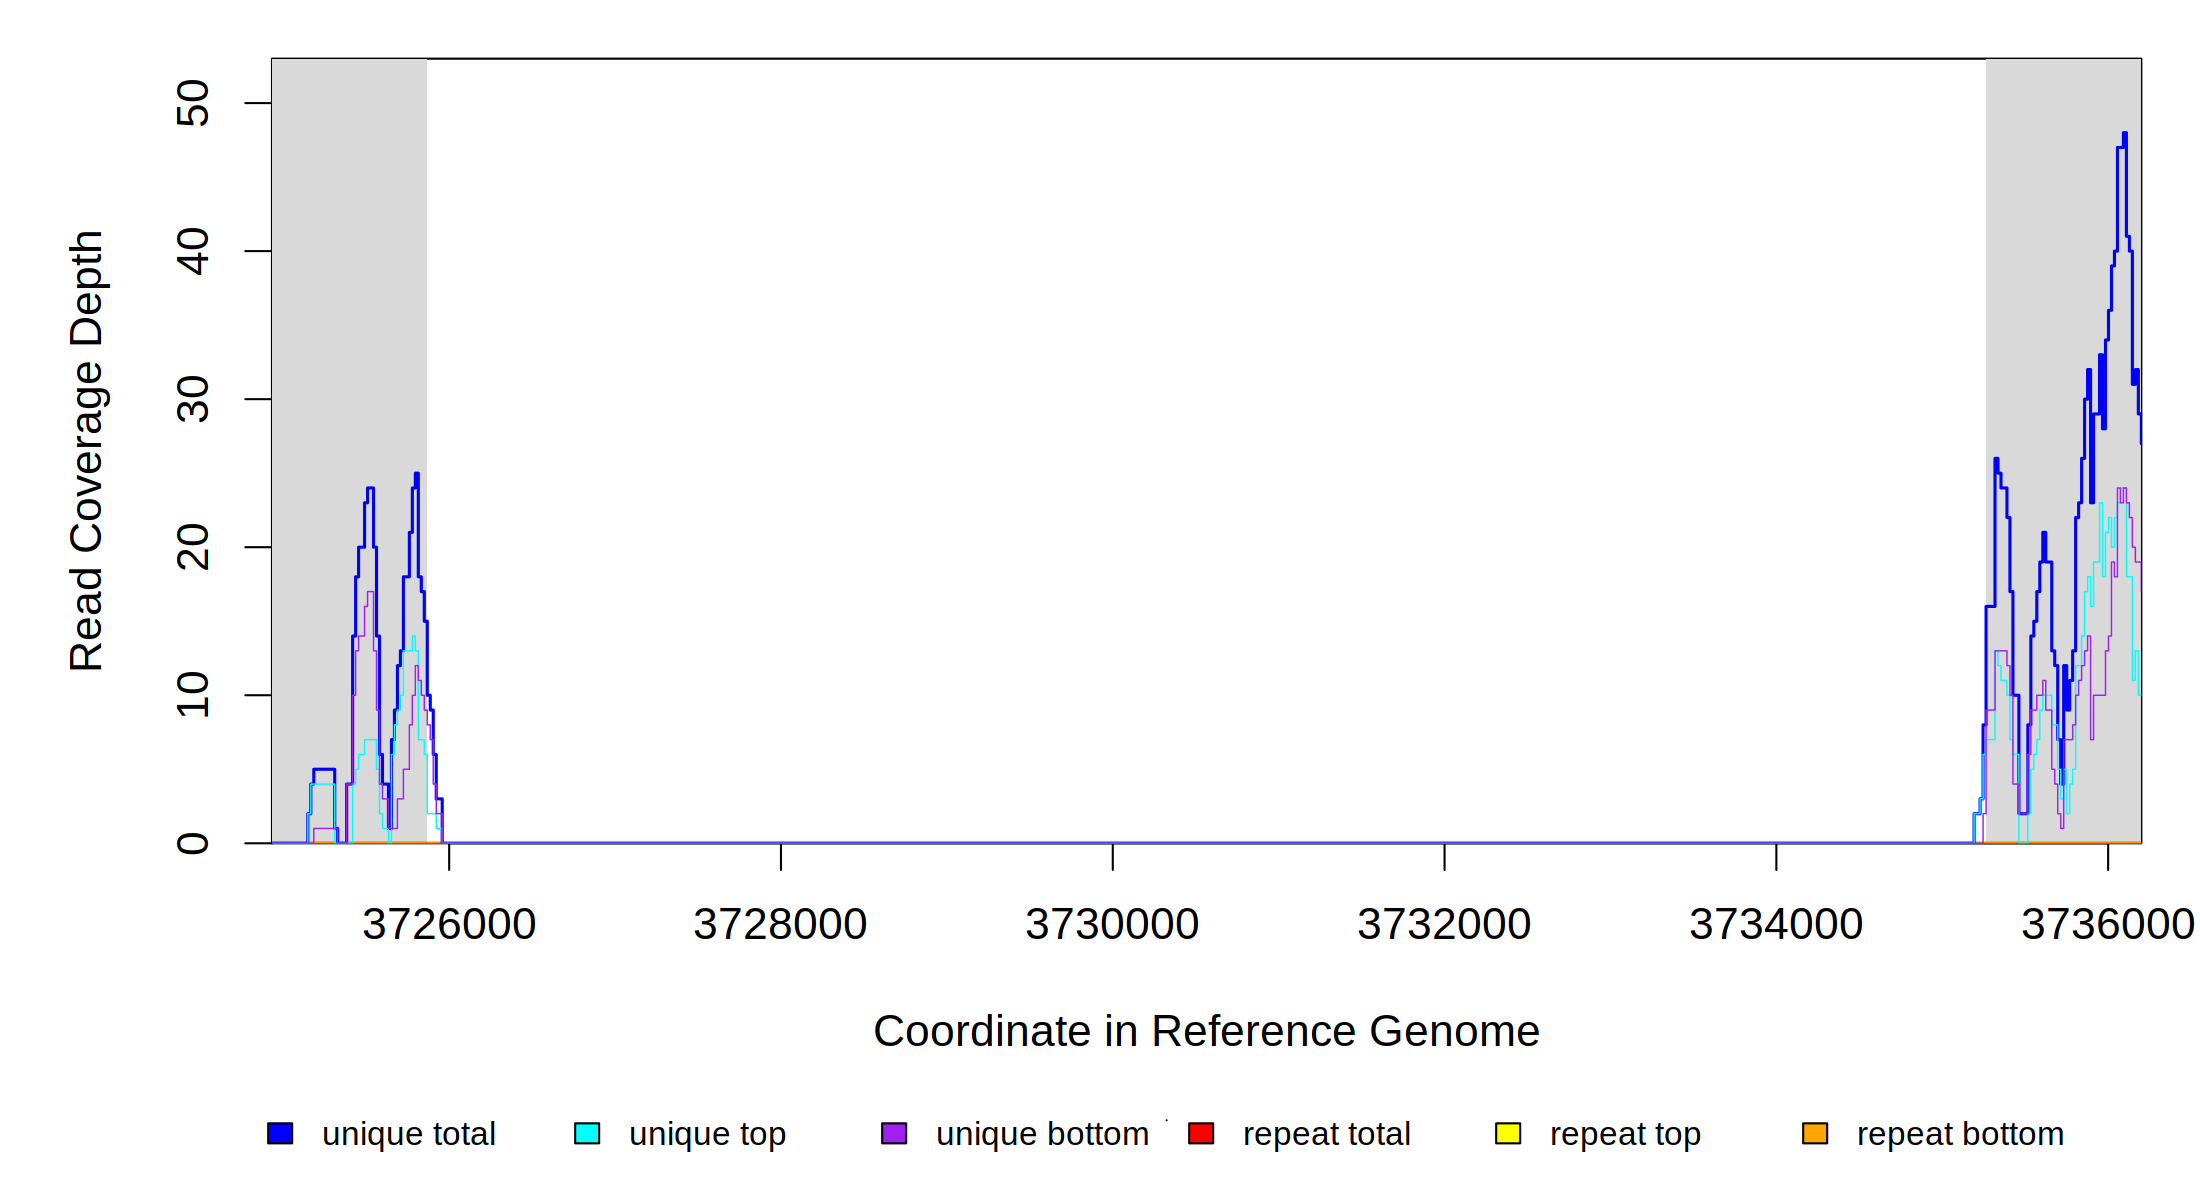 50
40
30
20
10
0
Read Coverage Depth
3726000 3728000 3730000 3732000 3734000 3736000
Coordinate in Reference Genome
unique total unique top unique bottom repeat total repeat top repeat bottom